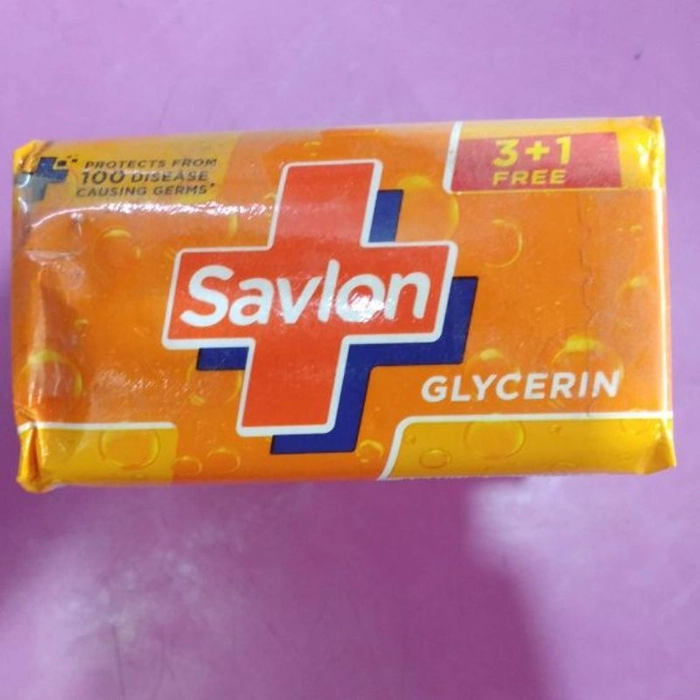 PROTECTS FROM
100 DISEASE
CAUSING GERMS*
3+1
FREE
Savlon
GLYCERIN